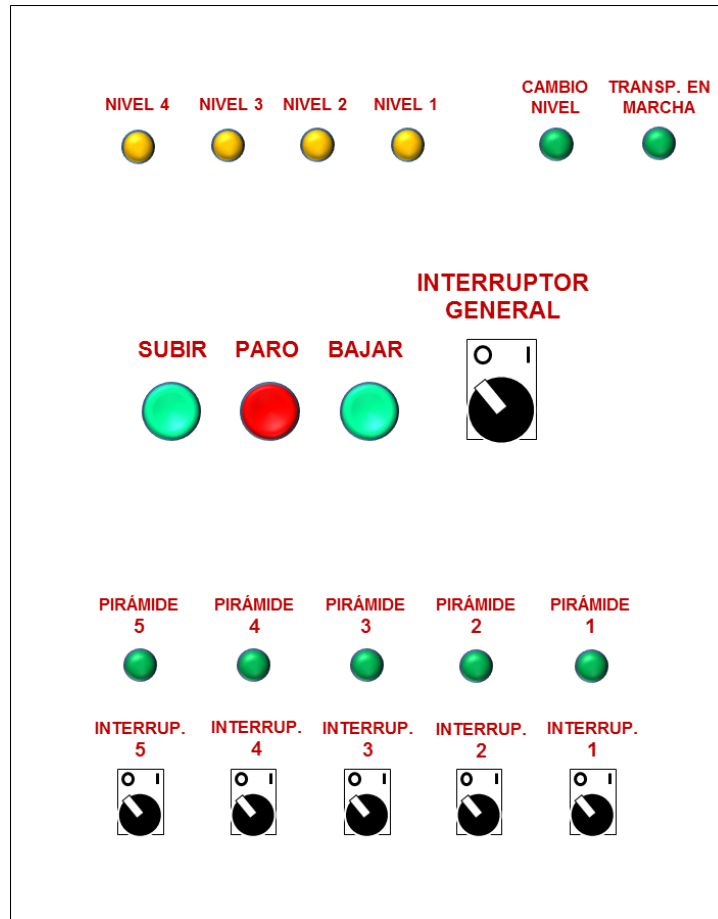 NIVEL 4 NIVEL 3 NIVEL 2 NIVEL 1
CAMBIO
NIVEL
TRANSP. EN
MARCHA
INTERRUPTOR
GENERAL
O I
SUBIR PARO BAJAR
PIRÁMIDE
5
PIRÁMIDE
4
PIRÁMIDE
3
PIRÁMIDE
2
PIRÁMIDE
1
INTERRUP.
5
INTERRUP.
4
INTERRUP.
3
INTERRUP.
2
INTERRUP.
1
O I
O I
O I
O I
O I